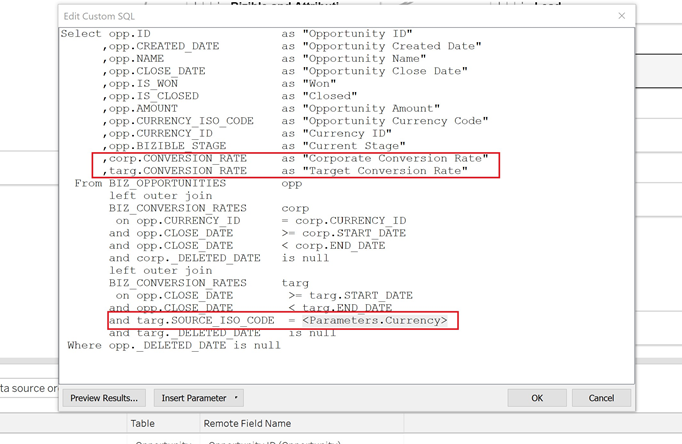 Bizible and Attributi
Lead
Edit Custom SQL
Select opp.ID as "Opportunity ID"
,opp.CREATED_DATE as "Opportunity Created Date"
,opp.NAME as "Opportunity Name"
,opp.CLOSE_DATE as "Opportunity Close Date"
,opp.IS_WON as "Won"
,opp.IS_CLOSED as "Closed"
,opp.AMOUNT as "Opportunity Amount"
,opp.CURRENCY_ISO_CODE as "Opportunity Currency Code"
,opp.CURRENCY_ID as "Currency ID"
,opp.BIZIBLE_STAGE as "Current Stage"
,corp.CONVERSION_RATE as "Corporate Conversion Rate"
,targ.CONVERSION_RATE as "Target Conversion Rate"
From BIZ_OPPORTUNITIES opp
left outer join
BIZ_CONVERSION_RATES corp
on opp.CURRENCY_ID = corp.CURRENCY_ID
and opp.CLOSE_DATE >= corp.START_DATE
and opp.CLOSE_DATE < corp.END_DATE
and corp._DELETED_DATE is null
left outer join
BIZ_CONVERSION_RATES targ
on opp.CLOSE_DATE >= targ.START_DATE
and opp.CLOSE_DATE < targ.END_DATE
and targ.SOURCE_ISO_CODE = <Parameters.Currency>
and targ._DELETED_DATE is null
Where opp._DELETED_DATE is null
ta source or
Preview Results... Insert Parameter OK Cancel
Table Remote Field Name